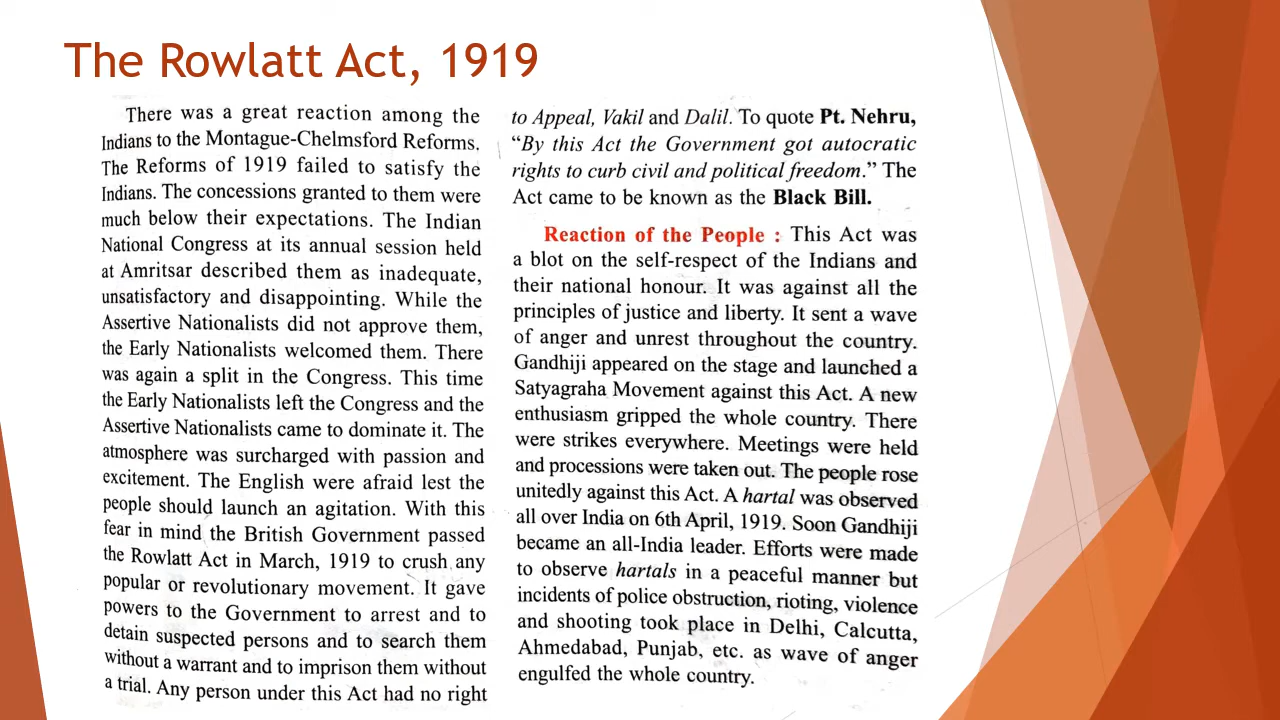 The Rowlatt Act, 1919
There was a great reaction among the
Indians to the Montague-Chelmsford Reforms.
The Reforms of 1919 failed to satisfy the
Indians. The concessions granted to them were
much below their expectations. The Indian
National Congress at its annual session held
at Amritsar described them as inadequate,
unsatisfactory and disappointing. While the
Assertive Nationalists did not approve them,
the Early Nationalists welcomed them. There
was again a split in the Congress. This time
the Early Nationalists left the Congress and the
Assertive Nationalists came to dominate it. The
atmosphere was surcharged with passion and
excitement. The English were afraid lest the
people should launch an agitation. With this
fear in mind the British Government passed
the Rowlatt Act in March, 1919 to crush any
popular or revolutionary movement. It gave
powers to the Government to arrest and to
detain suspected persons and to search them
without a warrant and to imprison them without
a trial. Any person under this Act had no right
to Appeal, Vakil and Dalil. To quote Pt. Nehru,
“By this Act the Government got autocratic
rights to curb civil and political freedom.” The
Act came to be known as the Black Bill.
Reaction of the People : This Act was
a blot on the self-respect of the Indians and
their national honour. It was against all the
principles of justice and liberty. It sent a wave
of anger and unrest throughout the country.
Gandhiji appeared on the stage and launched a
Satyagraha Movement against this Act. A new
enthusiasm gripped the whole country. There
were strikes everywhere. Meetings were held
and processions were taken out. The people rose
unitedly against this Act. A hartal was observed
all over India on 6th April, 1919. Soon Gandhiji
became an all-India leader. Efforts were made
to observe hartals in a peaceful manner but
incidents of police obstruction, rioting, violence
and shooting took place in Delhi, Calcutta,
Ahmedabad, Punjab, etc. as wave of anger
engulfed the whole country.